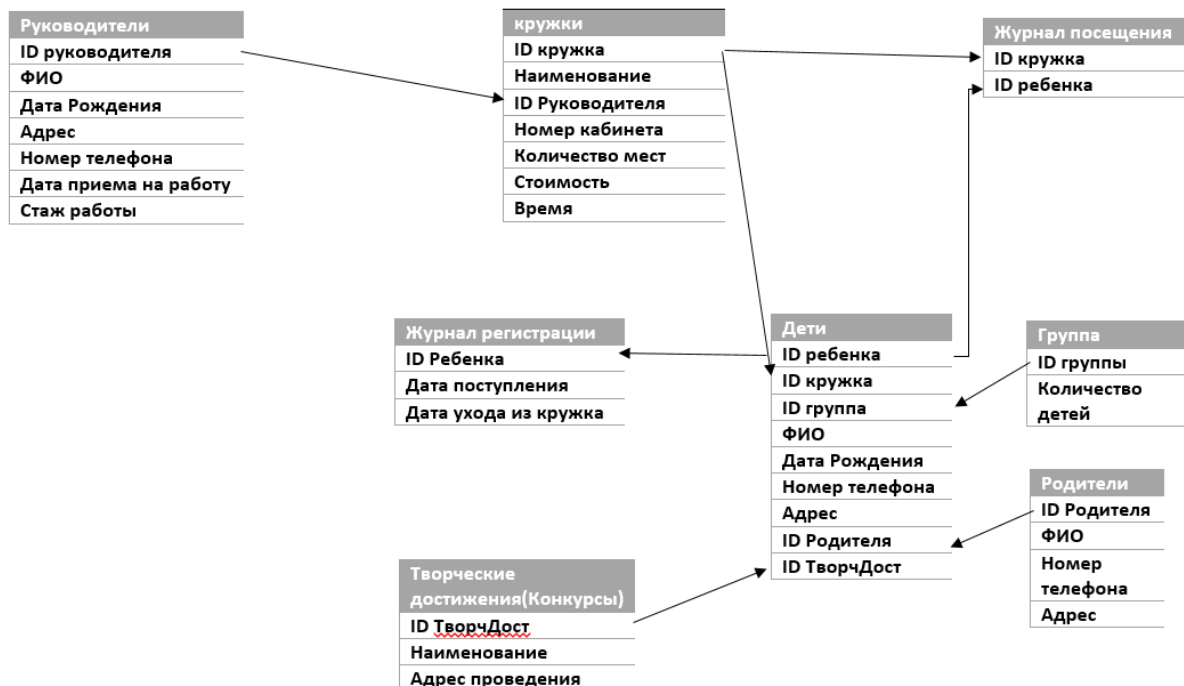 Руководители
ID руководителя
ФИО
Дата Рождения
Адрес
Номер телефона
Дата приема на работу
Стаж работы
кружки
ID кружка
Наименование
ID Руководителя
Номер кабинета
Количество мест
Стоимость
Время
Журнал посещения
ID кружка
ID ребенка
Журнал регистрации
ID Ребенка
Дата поступления
Дата ухода из кружка
Дети
ID ребенка
ID кружка
ID группа
ФИО
Дата Рождения
Номер телефона
Адрес
ID Родителя
ID ТворчДост
Группа
ID группы
Количество
детей
Родители
ID Родителя
ФИО
Номер
телефона
Адрес
Творческие
достижения(Конкурсы)
ID ТворчДост
Наименование
Адрес проведения